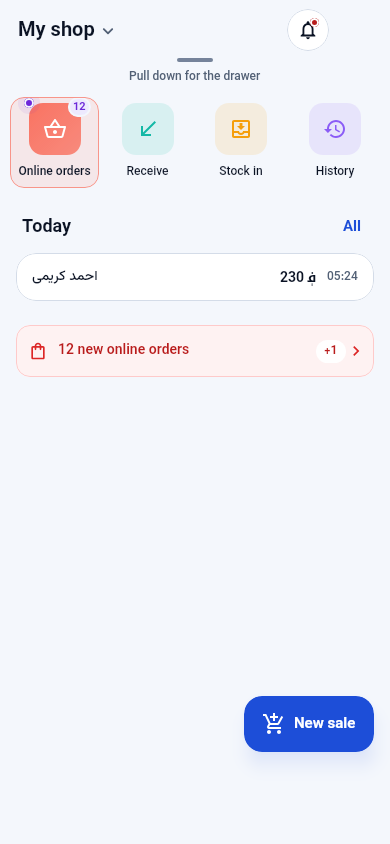 My shop
Pull down for the drawer
12
Online orders
Receive
Stock in
History
Today
All
احمد کریمی
230 ؋
05:24
12 new online orders
+1
New sale